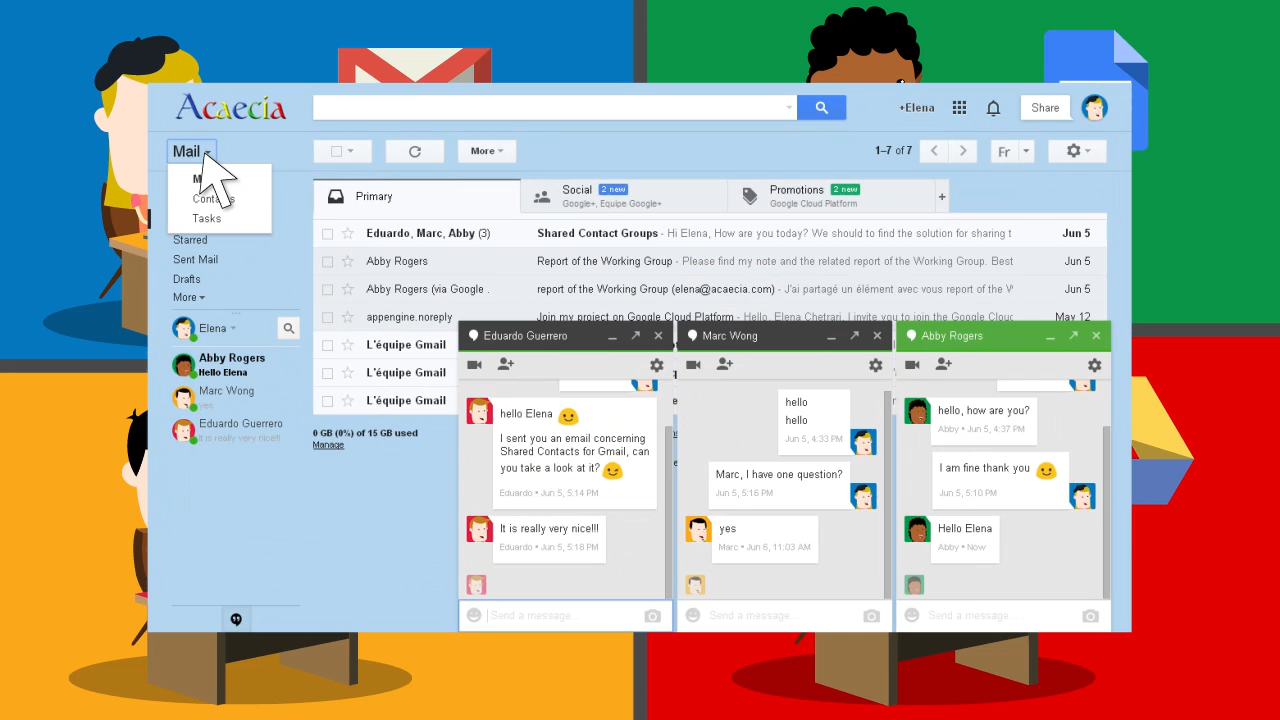 Acaecia
+Elena
Share
Mail
Contacts
Tasks
Starred
Sent Mail
Drafts
More
More
1–7 of 7
Fr
Primary
Social 2 new
Google+, Equipe Google+
Promotions 2 new
Google Cloud Platform
+
Eduardo, Marc, Abby (3) Shared Contact Groups - Hi Elena, How are you today? We should to find the solution for sharing t Jun 5
Abby Rogers Report of the Working Group - Please find my note and the related report of the Working Group. Best Jun 5
Abby Rogers (via Google . report of the Working Group (elena@acaecia.com) - J'ai partagé un élément avec vous report of the W Jun 5
appengine.noreply Join my project on Google Cloud Platform - Hello, Elena Chetrari, I invite you to join the Google Cloud May 12
L'équipe Gmail
L'équipe Gmail
L'équipe Gmail
0 GB (0%) of 15 GB used
Manage
Elena
Abby Rogers
Hello Elena
Marc Wong
yes
Eduardo Guerrero
It is really very nice!!!
Eduardo Guerrero
hello Elena
I sent you an email concerning
Shared Contacts for Gmail, can
you take a look at it?
Eduardo • Jun 5, 5:14 PM
It is really very nice!!!
Eduardo • Jun 5, 5:18 PM
Send a message...
Marc Wong
hello
hello
Jun 5, 4:33 PM
Marc, I have one question?
Jun 5, 5:16 PM
yes
Marc • Jun 6, 11:03 AM
Send a message...
Abby Rogers
hello, how are you?
Abby • Jun 5, 4:37 PM
I am fine thank you
Jun 5, 5:10 PM
Hello Elena
Abby • Now
Send a message...